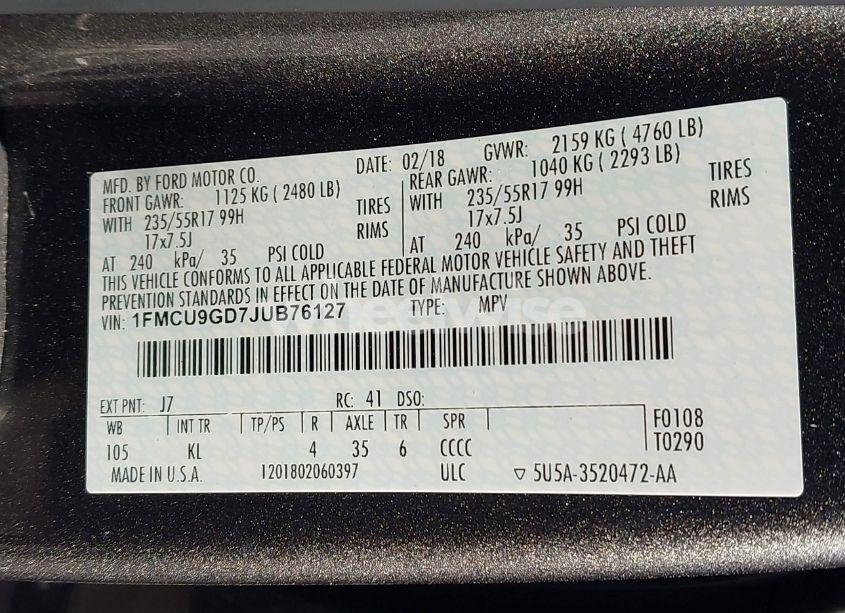 MFD. BY FORD MOTOR CO. DATE: 02/18 GVWR: 2159 KG ( 4760 LB)
FRONT GAWR: 1125 KG ( 2480 LB) REAR GAWR: 1040 KG ( 2293 LB)
WITH 235/55R17 99H TIRES WITH 235/55R17 99H TIRES
17x7.5J RIMS 17x7.5J RIMS
AT 240 kPa/ 35 PSI COLD AT 240 kPa/ 35 PSI COLD
THIS VEHICLE CONFORMS TO ALL APPLICABLE FEDERAL MOTOR VEHICLE SAFETY AND THEFT
PREVENTION STANDARDS IN EFFECT ON THE DATE OF MANUFACTURE SHOWN ABOVE.
VIN: 1FMCU9GD7JUB76127 TYPE: MPV
EXT PNT: J7 RC: 41 DSO:
WB INT TR TP/PS R AXLE TR SPR F0108
105 KL 4 35 6 CCCC T0290
MADE IN U.S.A. 1201802060397 ULC ▽ 5U5A-3520472-AA